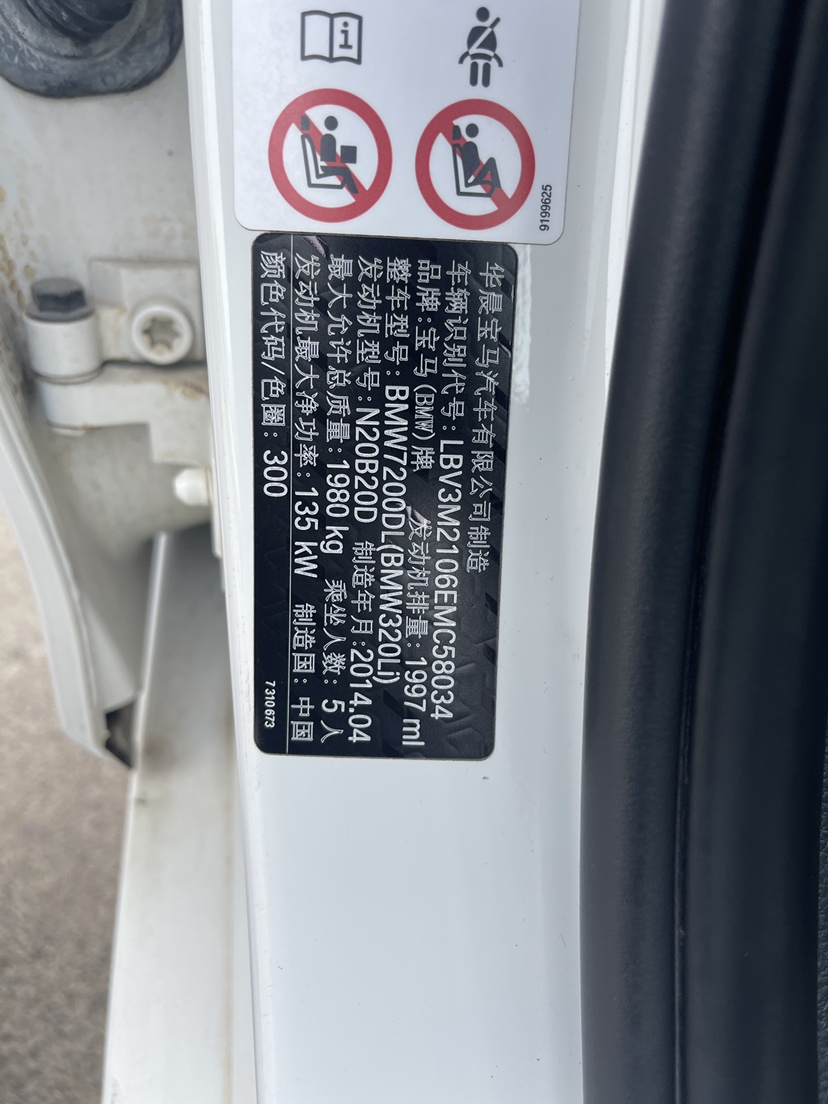 9199625
华晨宝马汽车有限公司制造
车辆识别代号:LBV3M2106EMC58034
品牌:宝马(BMW)牌 发动机排量:1997 ml
整车型号:BMW7200DL(BMW320Li)
发动机型号:N20B20D 制造年月:2014.04
最大允许总质量:1980 kg 乘坐人数:5人
发动机最大净功率:135 kW 制造国:中国
颜色代码/色圈:300 7 310 673